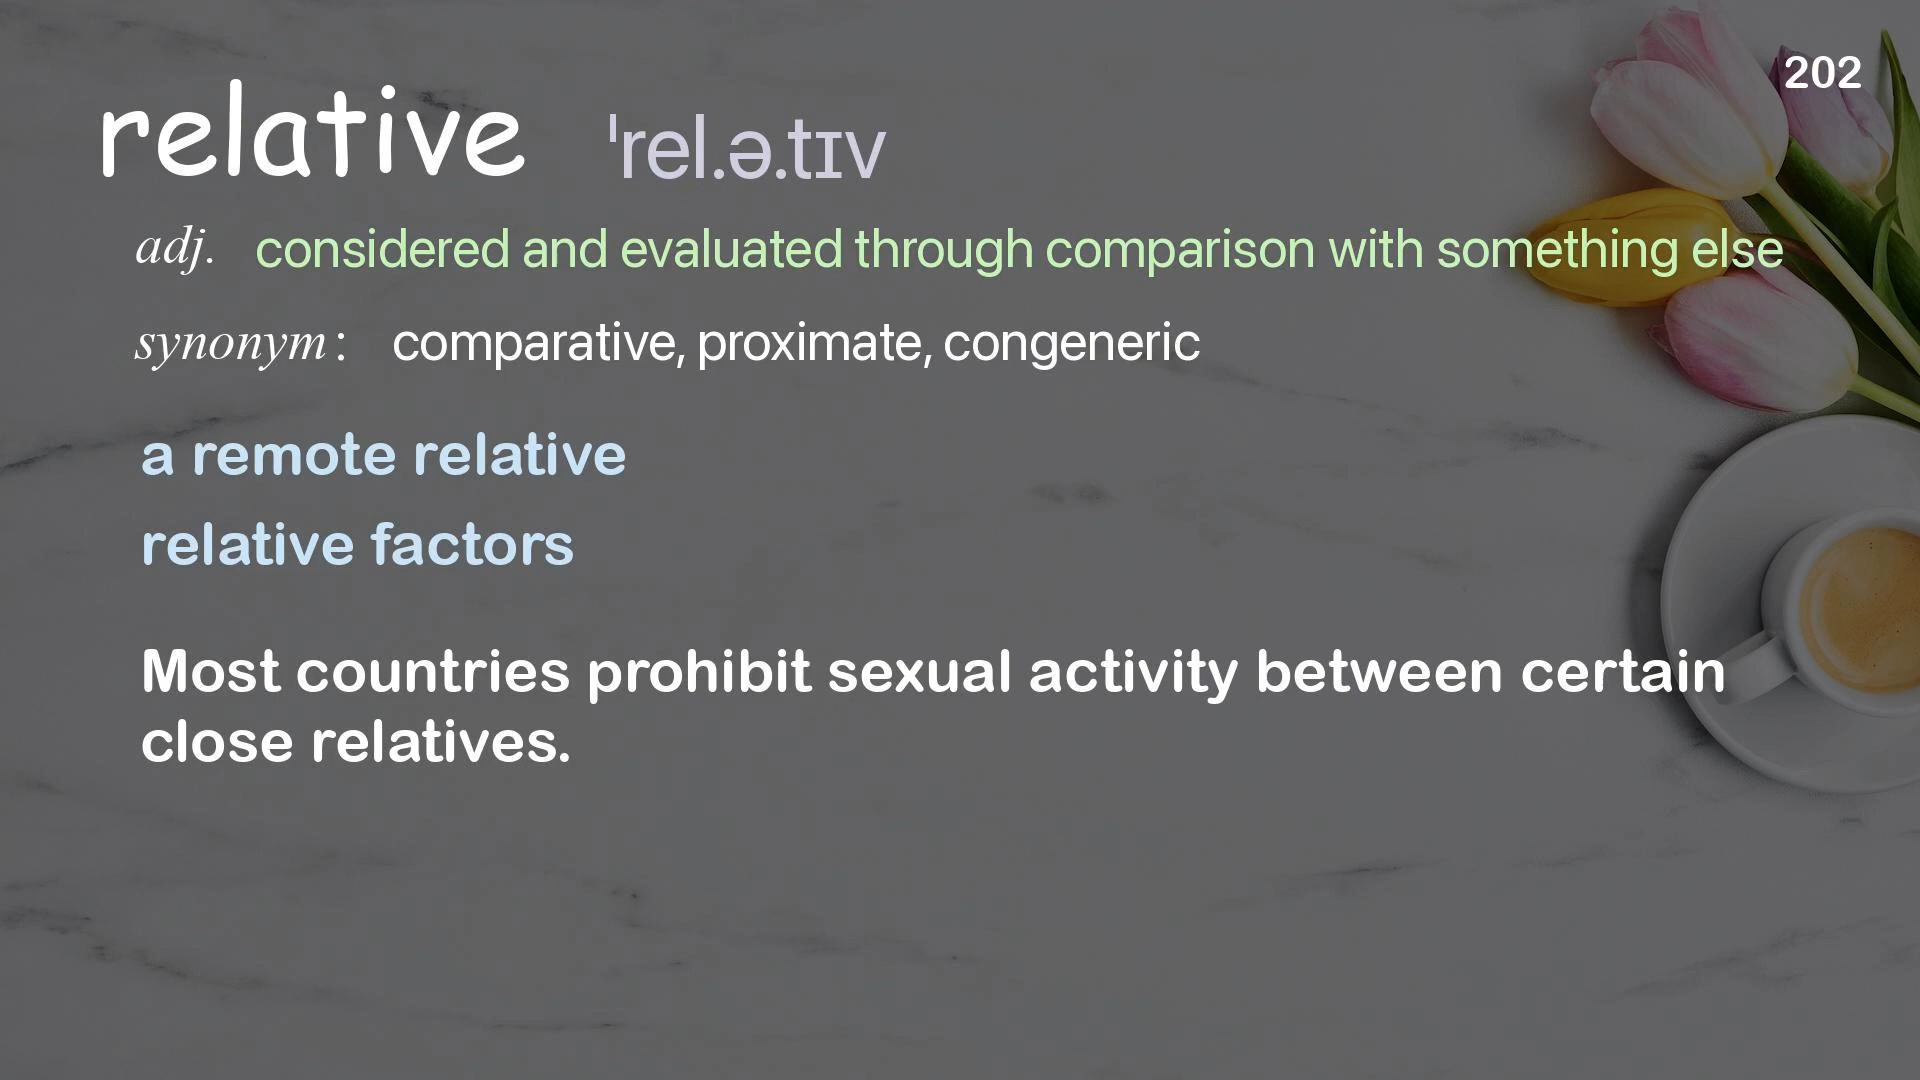 202
relative ˈrel.ə.tɪv
adj. considered and evaluated through comparison with something else
synonym: comparative, proximate, congeneric
a remote relative
relative factors
Most countries prohibit sexual activity between certain
close relatives.